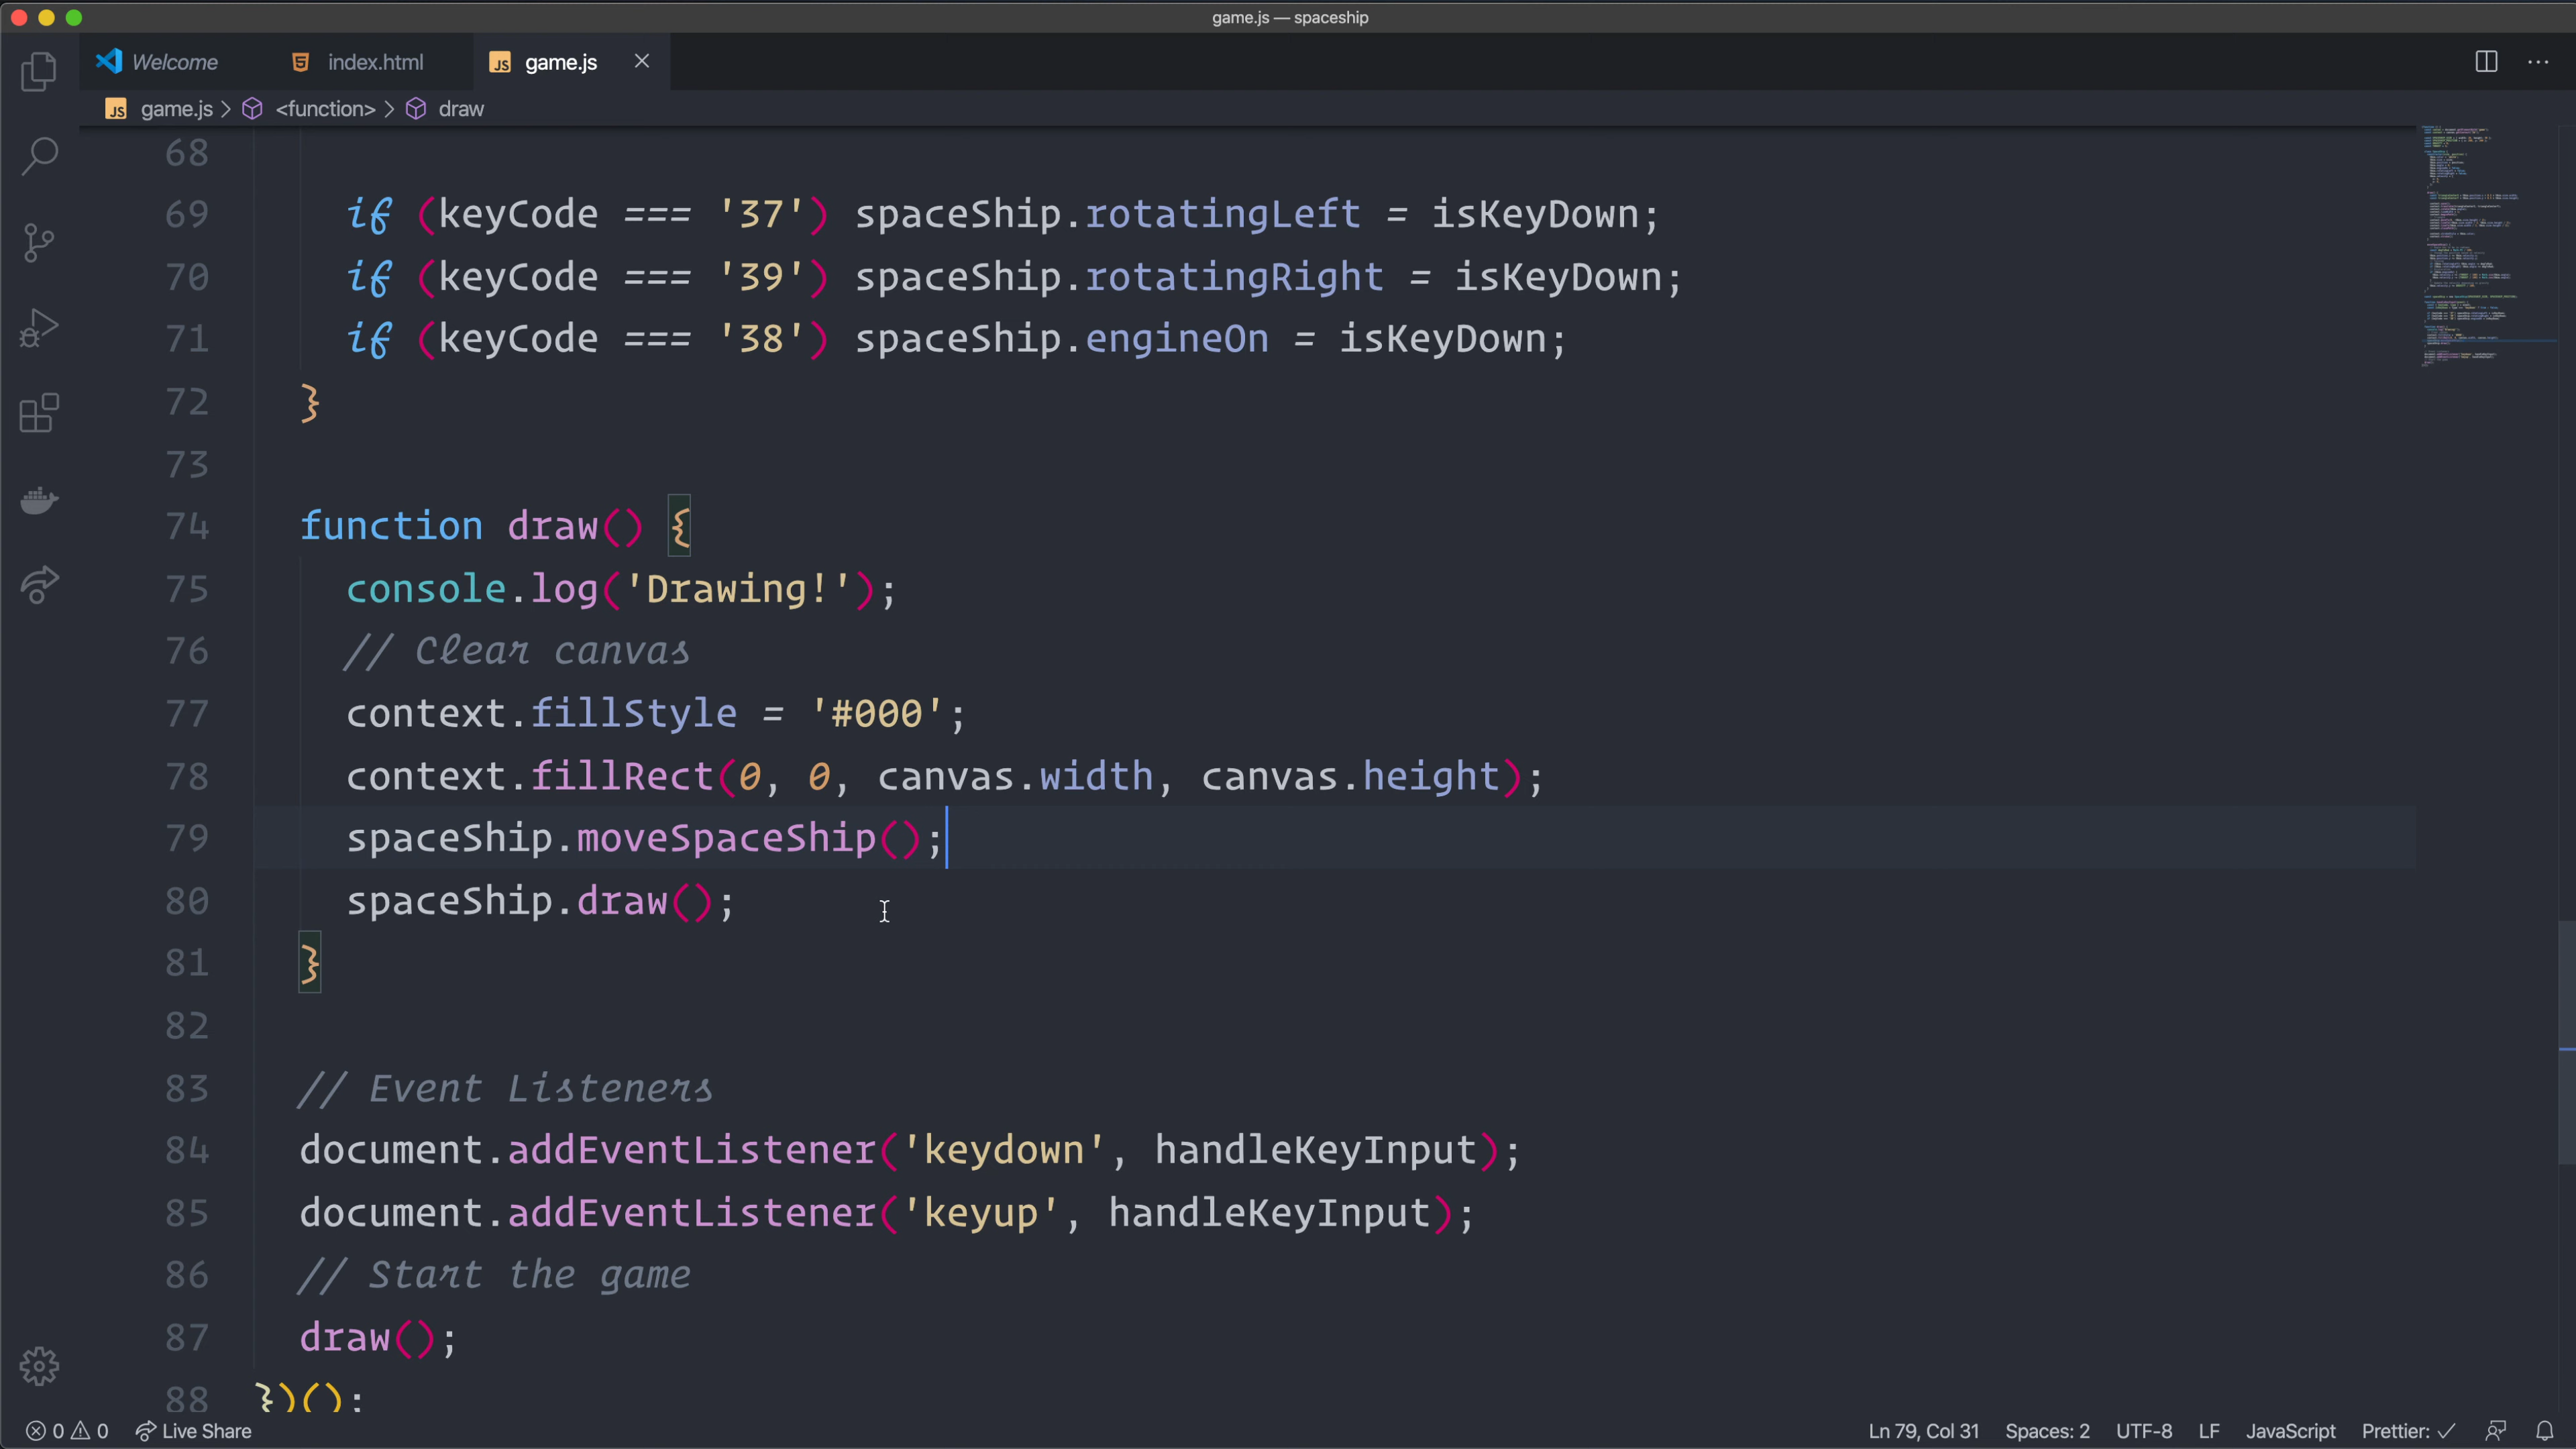 game.js — spaceship
Welcome
index.html
JS game.js
JS game.js > <function> > draw
68
69 if (keyCode === '37') spaceShip.rotatingLeft = isKeyDown;
70 if (keyCode === '39') spaceShip.rotatingRight = isKeyDown;
71 if (keyCode === '38') spaceShip.engineOn = isKeyDown;
72 }
73
74 function draw() {
75 console.log('Drawing!');
76 // Clear canvas
77 context.fillStyle = '#000';
78 context.fillRect(0, 0, canvas.width, canvas.height);
79 spaceShip.moveSpaceShip();
80 spaceShip.draw();
81 }
82
83 // Event Listeners
84 document.addEventListener('keydown', handleKeyInput);
85 document.addEventListener('keyup', handleKeyInput);
86 // Start the game
87 draw();
88 })();
0 0 Live Share Ln 79, Col 31 Spaces: 2 UTF-8 LF JavaScript Prettier: ✓